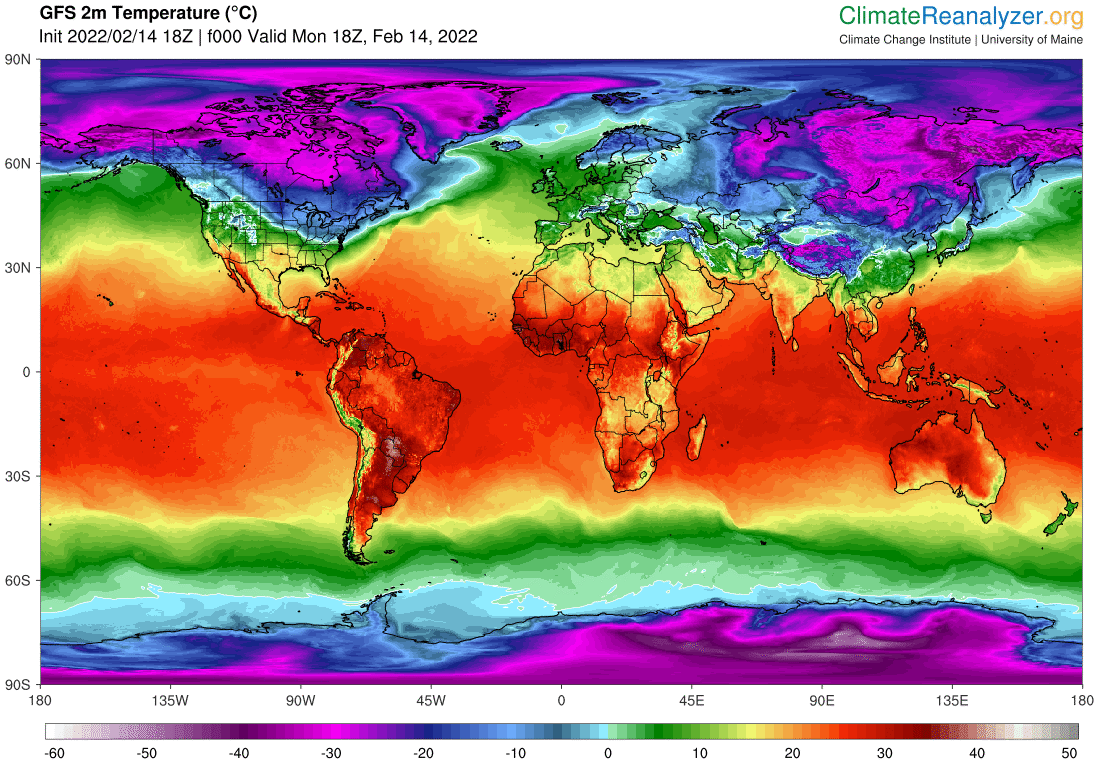 GFS 2m Temperature (°C)
Init 2022/02/14 18Z | f000 Valid Mon 18Z, Feb 14, 2022
ClimateReanalyzer.org
Climate Change Institute | University of Maine
90N
60N
30N
0
30S
60S
90S
180 135W 90W 45W 0 45E 90E 135E 180
-60 -50 -40 -30 -20 -10 0 10 20 30 40 50